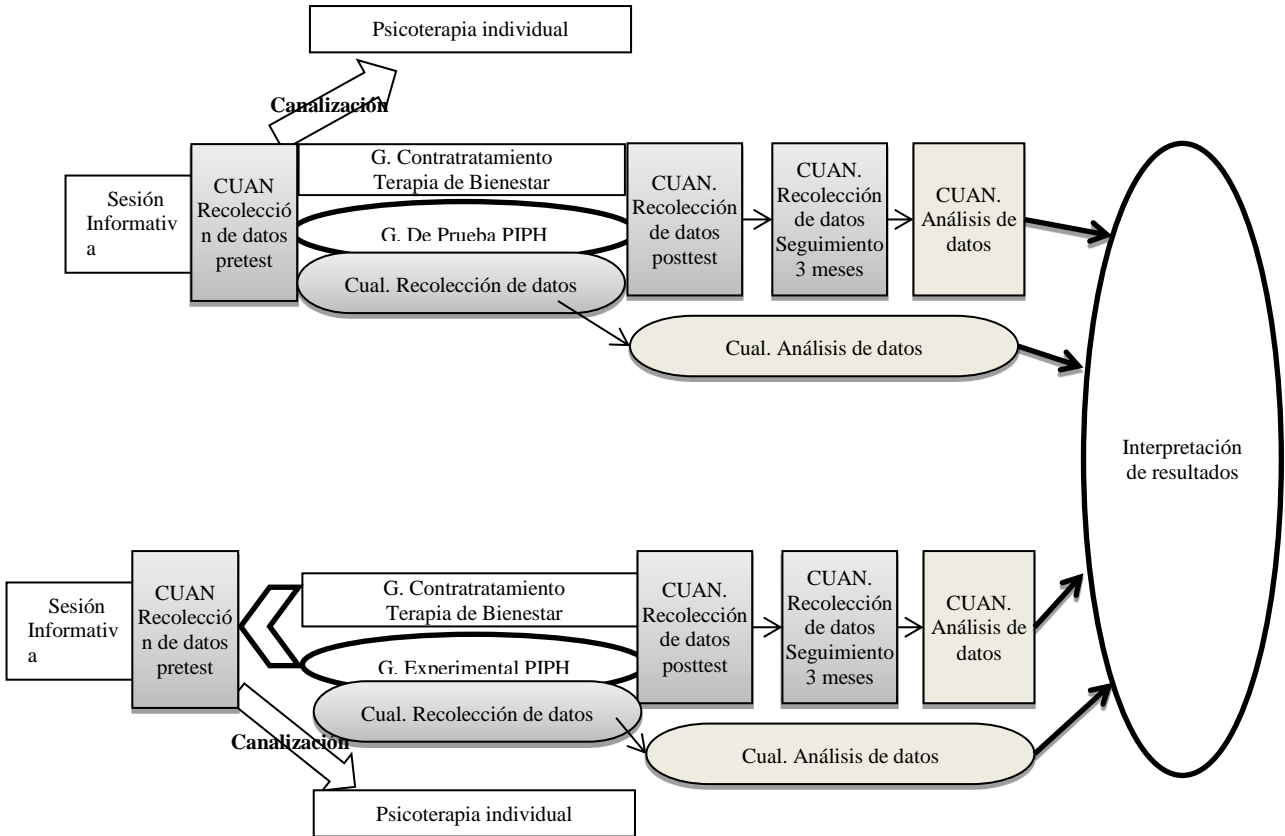 Psicoterapia individual
Canalización
Sesión
Informativ
a
CUAN
Recolecció
n de datos
pretest
G. Contratratamiento
Terapia de Bienestar
G. De Prueba PIPH
Cual. Recolección de datos
CUAN.
Recolección
de datos
posttest
CUAN.
Recolección
de datos
Seguimiento
3 meses
CUAN.
Análisis de
datos
Cual. Análisis de datos
Interpretación
de resultados
Sesión
Informativ
a
CUAN
Recolecció
n de datos
pretest
G. Contratratamiento
Terapia de Bienestar
G. Experimental PIPH
Cual. Recolección de datos
CUAN.
Recolección
de datos
posttest
CUAN.
Recolección
de datos
Seguimiento
3 meses
CUAN.
Análisis de
datos
Cual. Análisis de datos
Canalización
Psicoterapia individual